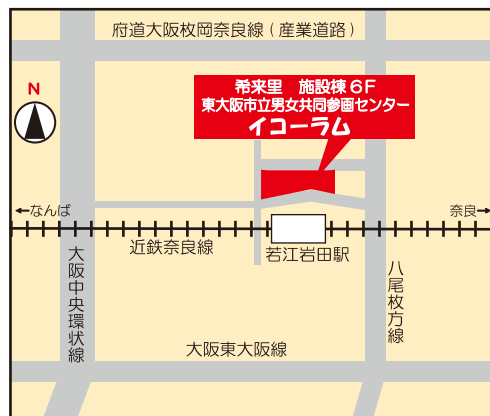 府道大阪枚岡奈良線(産業道路)
N
希来里 施設棟6F
東大阪市立男女共同参画センター
イコーラム
←なんば
奈良→
近鉄奈良線
若江岩田駅
大阪中央環状線
八尾枚方線
大阪東大阪線